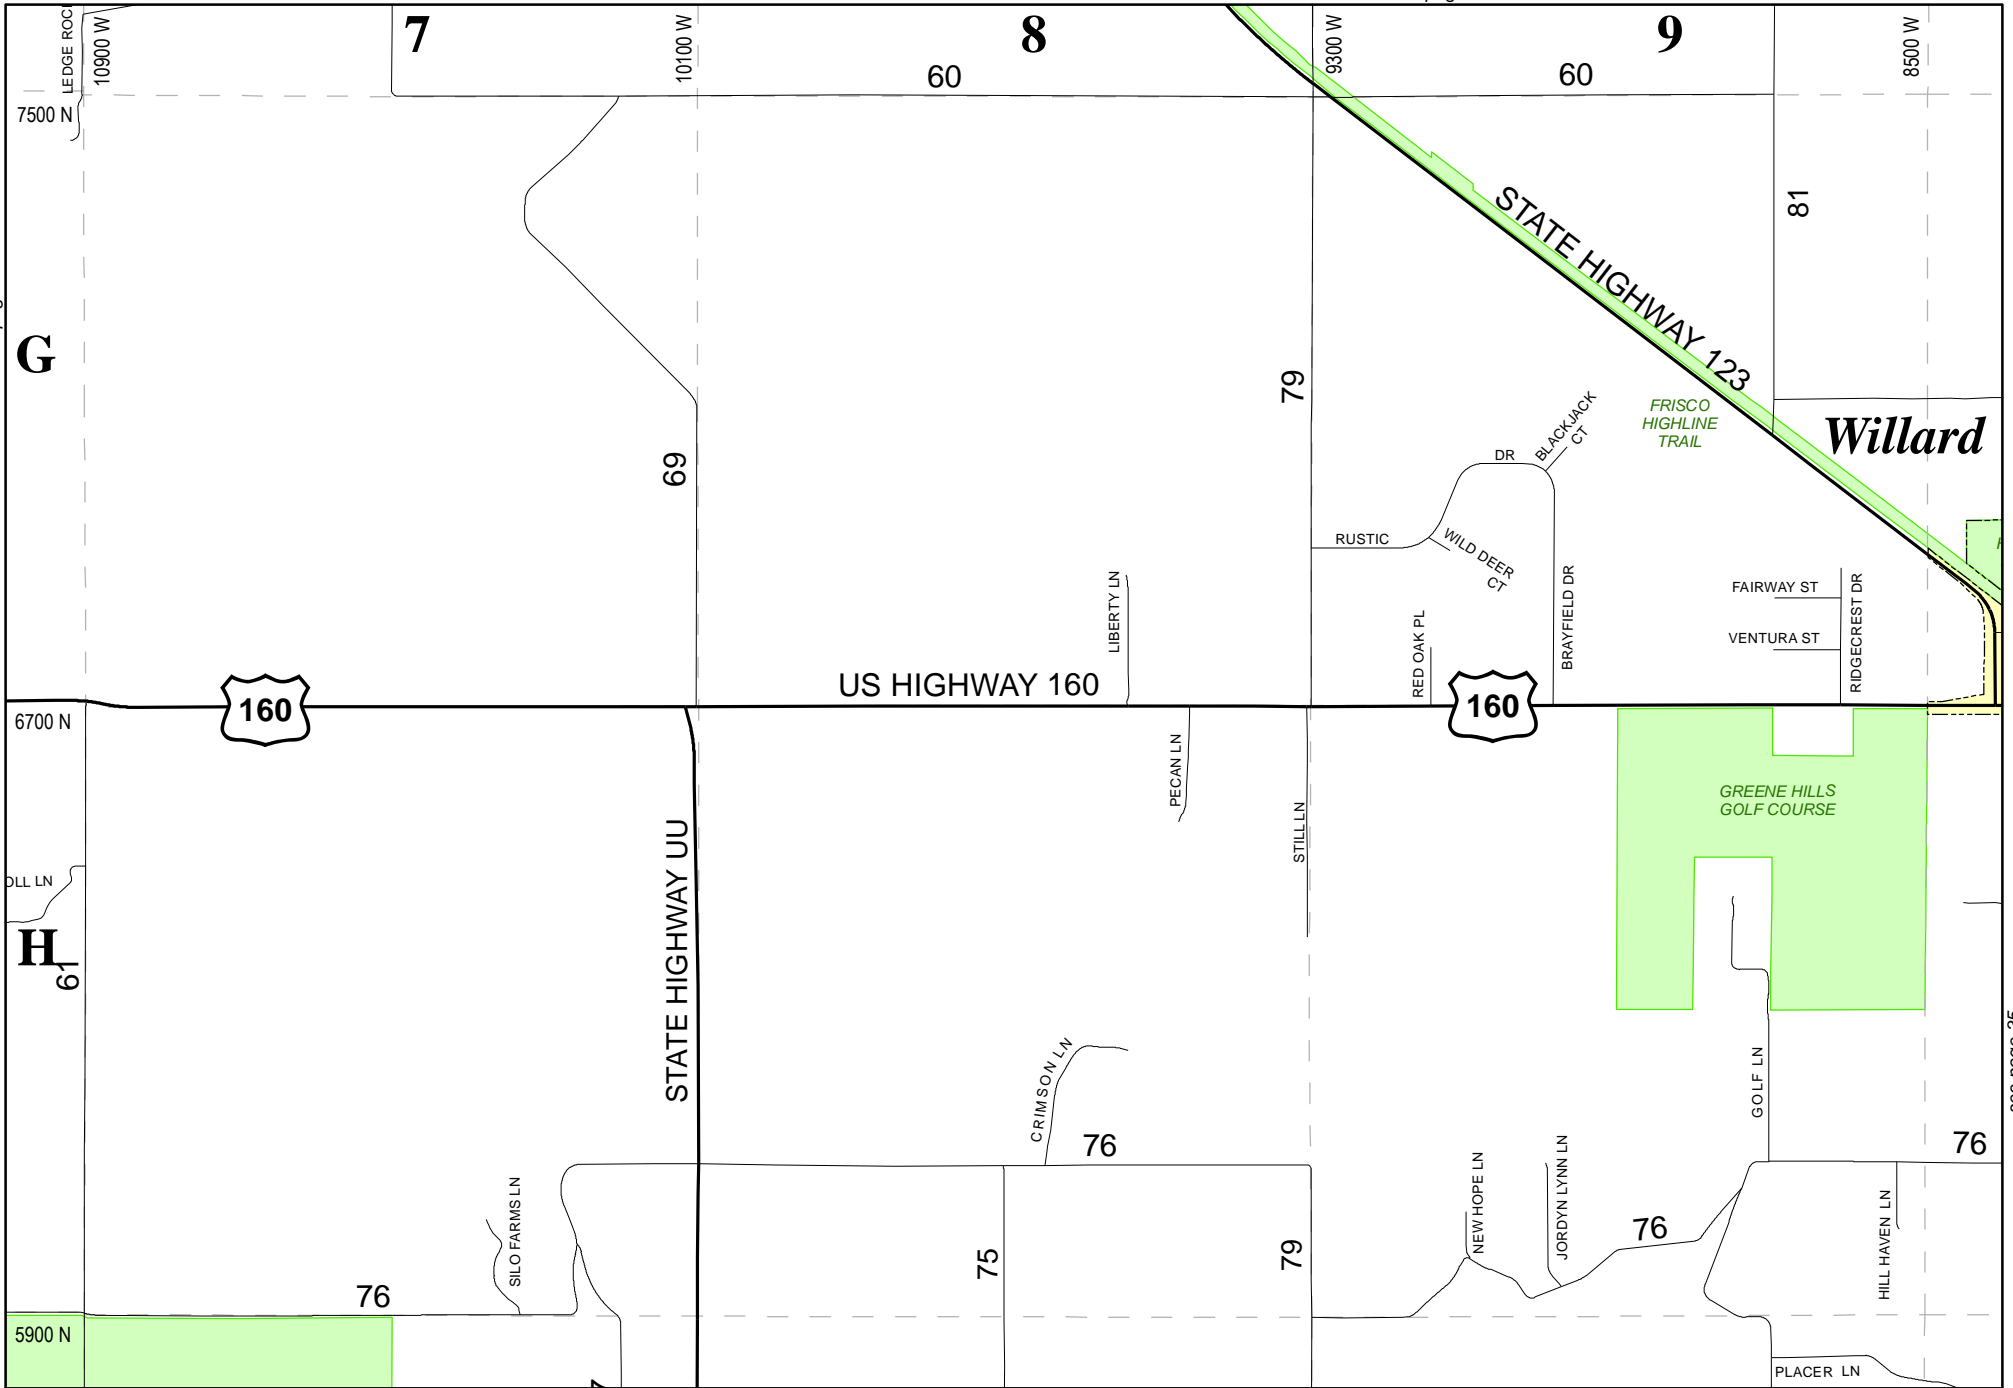 7
8
9
10900 W
10100 W
9300 W
8500 W
60
60
7500 N
STATE HIGHWAY 123
81
G
79
FRISCO
HIGHLINE
TRAIL
Willard
69
BLACKJACK
CT
DR
RUSTIC
WILD DEER
CT
LIBERTY LN
RED OAK PL
BRAYFIELD DR
FAIRWAY ST
VENTURA ST
RIDGECREST DR
US HIGHWAY 160
160
160
6700 N
PECAN LN
STILL LN
GREENE HILLS
GOLF COURSE
STATE HIGHWAY UU
LN
H
61
CRIMSON LN
GOLF LN
76
76
SILO FARMS LN
NEW HOPE LN
JORDYN LYNN LN
HILL HAVEN LN
76
75
79
76
5900 N
PLACER LN